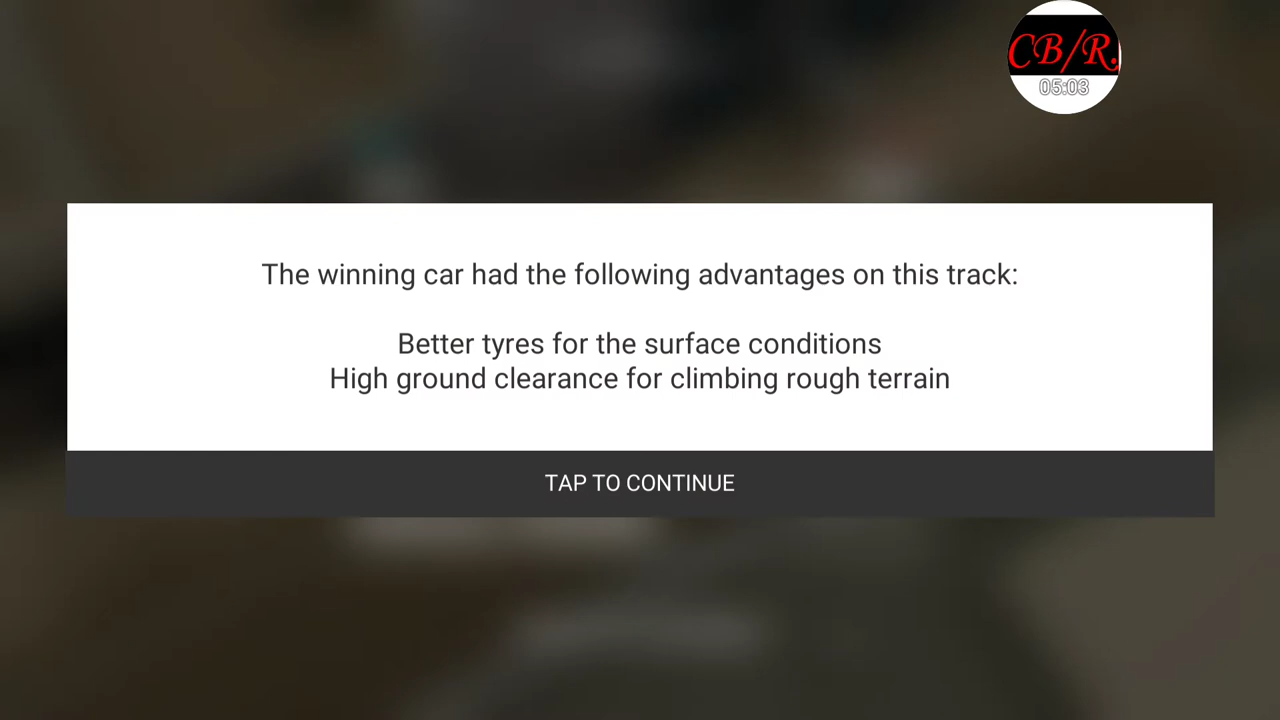 CB/R.
05:03
The winning car had the following advantages on this track:
Better tyres for the surface conditions
High ground clearance for climbing rough terrain
TAP TO CONTINUE